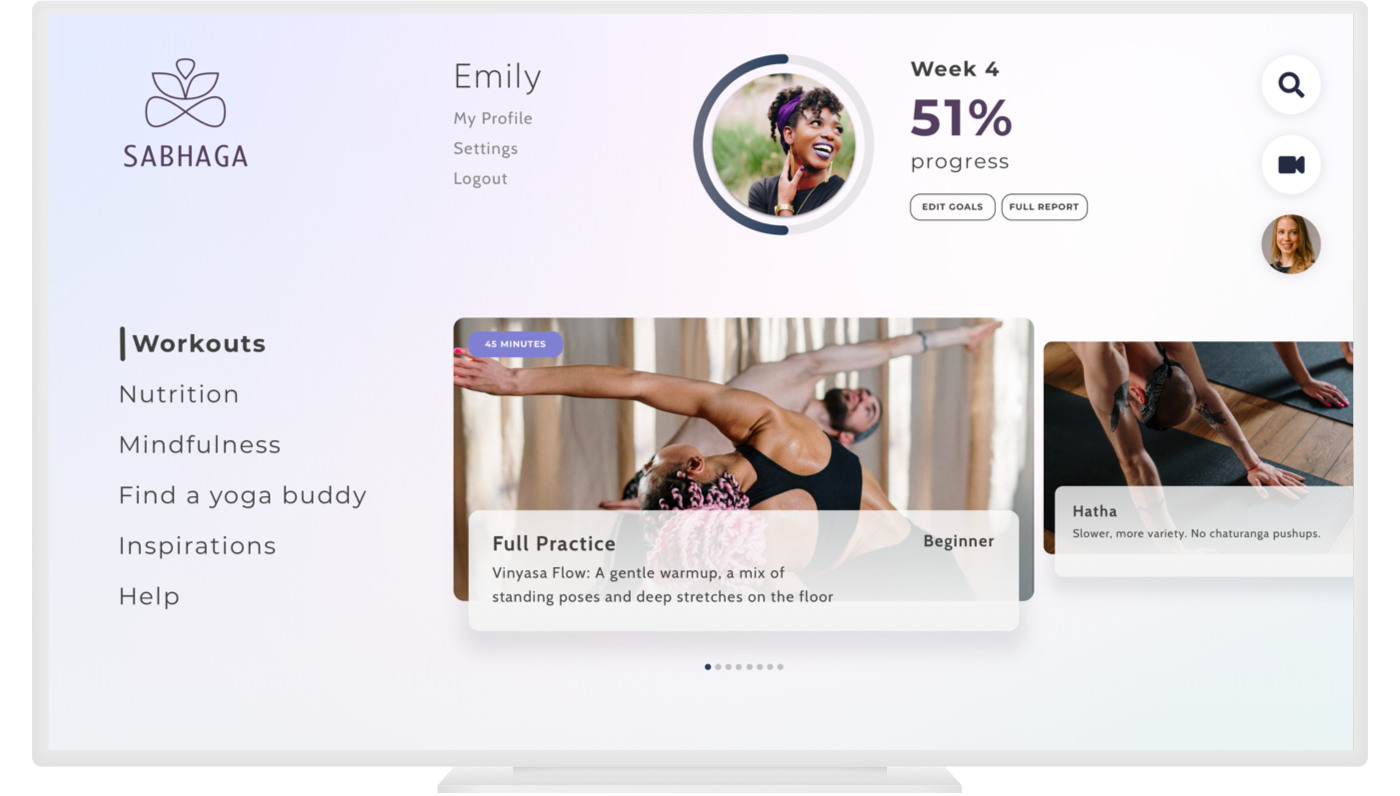 SABHAGA
Emily
My Profile
Settings
Logout
Week 4
51%
progress
EDIT GOALS
FULL REPORT
Workouts
Nutrition
Mindfulness
Find a yoga buddy
Inspirations
Help
45 MINUTES
Full Practice
Beginner
Vinyasa Flow: A gentle warmup, a mix of
standing poses and deep stretches on the floor
Hatha
Slower, more variety. No chaturanga pushups.